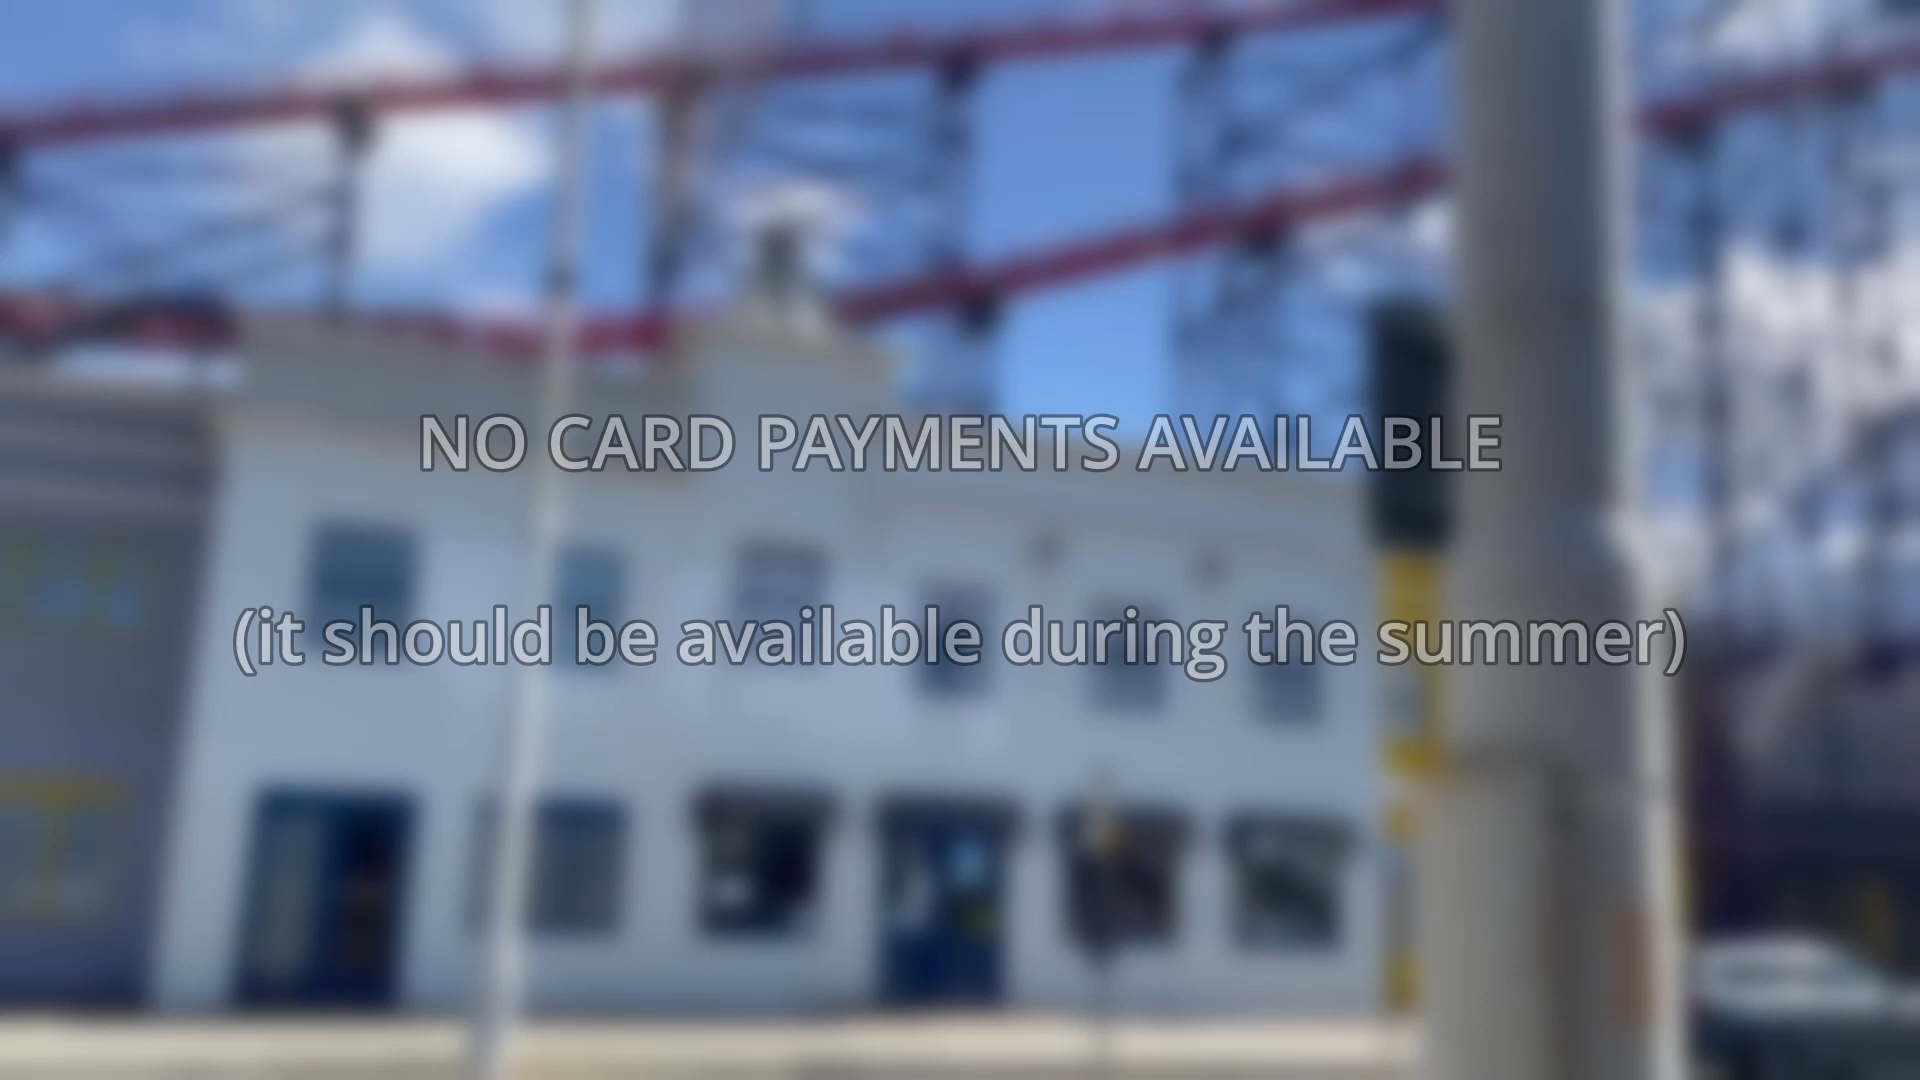 NO CARD PAYMENTS AVAILABLE
(it should be available during the summer)